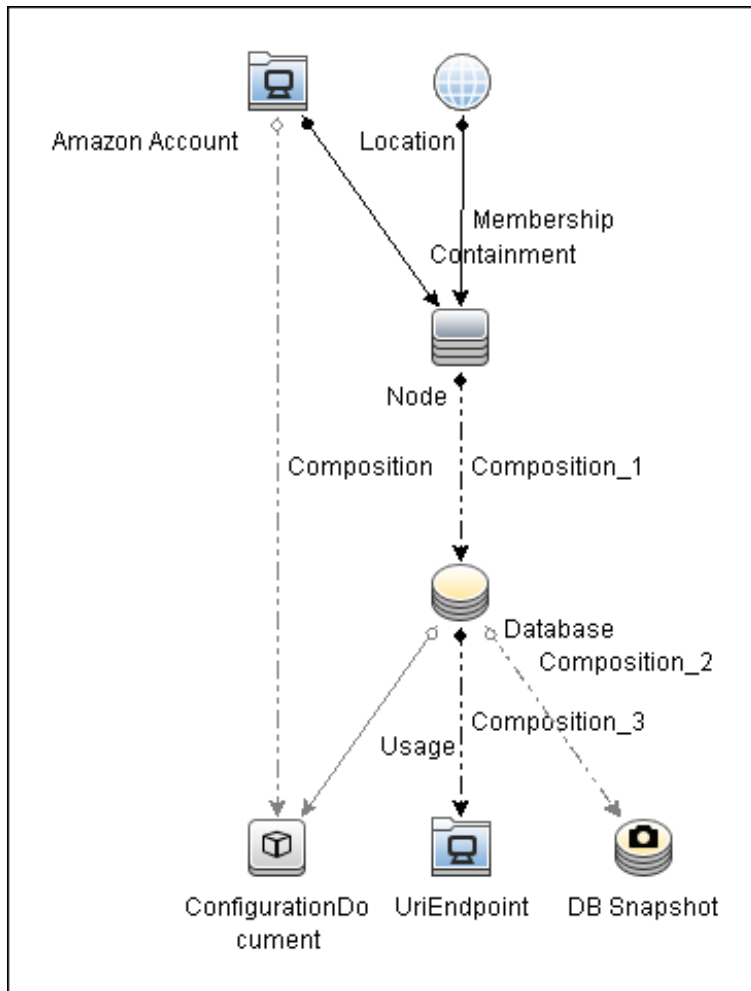 Amazon Account
Location
Membership
Containment
Node
Composition
Composition_1
Database
Composition_2
Composition_3
Usage
ConfigurationDo
cument
UriEndpoint
DB Snapshot